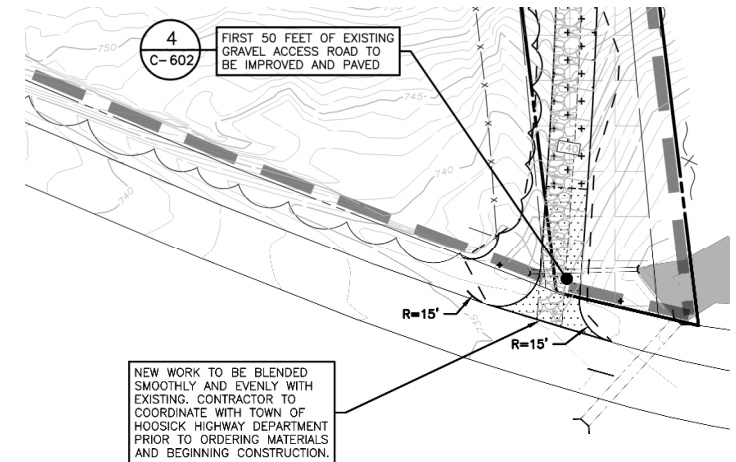 4
C-602
FIRST 50 FEET OF EXISTING
GRAVEL ACCESS ROAD TO
BE IMPROVED AND PAVED
750
745
740
740
740
R=15'
R=15'
NEW WORK TO BE BLENDED
SMOOTHLY AND EVENLY WITH
EXISTING. CONTRACTOR TO
COORDINATE WITH TOWN OF
HOOSICK HIGHWAY DEPARTMENT
PRIOR TO ORDERING MATERIALS
AND BEGINNING CONSTRUCTION.